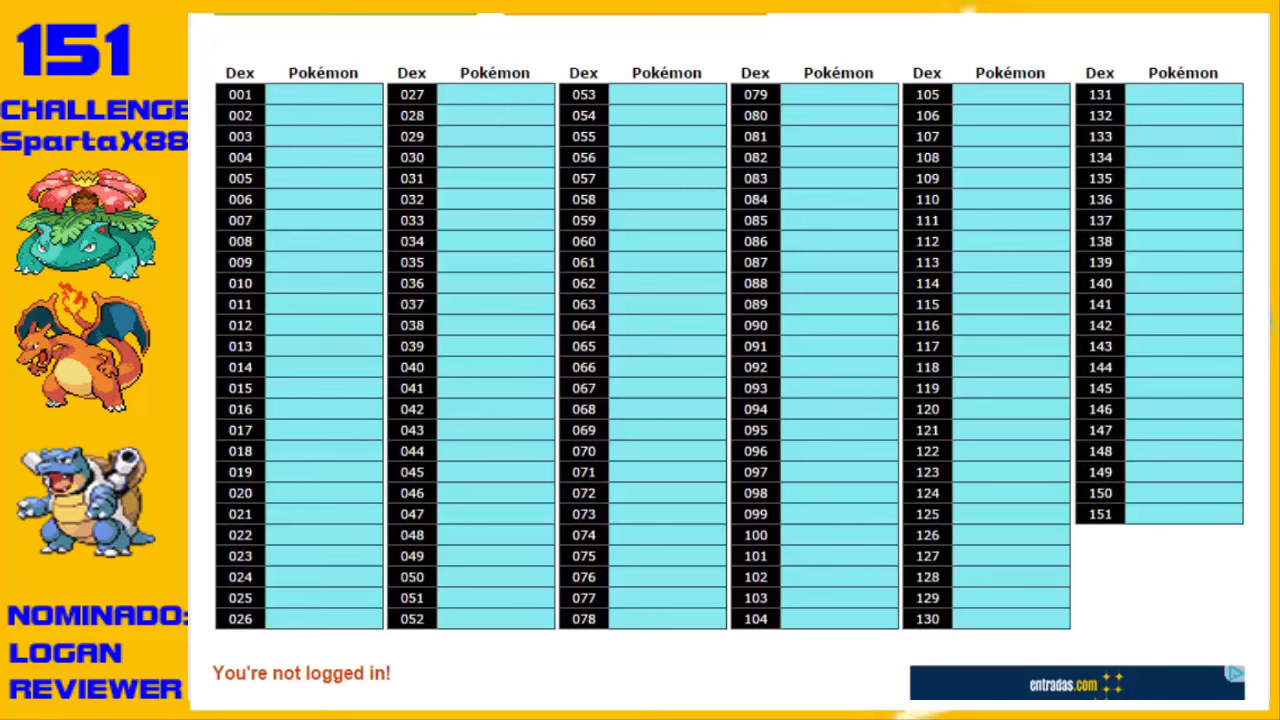 151
CHALLENGE
SpartaX88
NOMINADO:
LOGAN
REVIEWER
Dex Pokémon Dex Pokémon Dex Pokémon Dex Pokémon Dex Pokémon Dex Pokémon
001 027 053 079 105 131
002 028 054 080 106 132
003 029 055 081 107 133
004 030 056 082 108 134
005 031 057 083 109 135
006 032 058 084 110 136
007 033 059 085 111 137
008 034 060 086 112 138
009 035 061 087 113 139
010 036 062 088 114 140
011 037 063 089 115 141
012 038 064 090 116 142
013 039 065 091 117 143
014 040 066 092 118 144
015 041 067 093 119 145
016 042 068 094 120 146
017 043 069 095 121 147
018 044 070 096 122 148
019 045 071 097 123 149
020 046 072 098 124 150
021 047 073 099 125 151
022 048 074 100 126
023 049 075 101 127
024 050 076 102 128
025 051 077 103 129
026 052 078 104 130
You're not logged in!
entradas.com